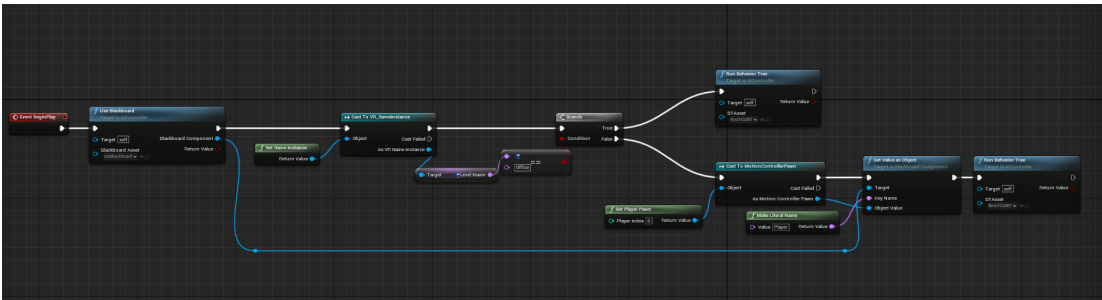 Event BeginPlay
Use Blackboard
Target is AIController
Target self
Blackboard Component
Blackboard Asset
Return Value
Get Game Instance
Return Value
Cast To VR_GameInstance
Object
Cast Failed
As VR Game Instance
Target
Level Name
==
office
Branch
True
Condition
False
Run Behavior Tree
Target is AIController
Target self
Return Value
BTAsset
Get Player Pawn
Player Index 0
Return Value
Cast To MotionControllerPawn
Object
Cast Failed
As Motion Controller Pawn
Make Literal Name
Value Player
Return Value
Set Value as Object
Target is Blackboard Component
Target
Key Name
Object Value
Run Behavior Tree
Target is AIController
Target self
Return Value
BTAsset